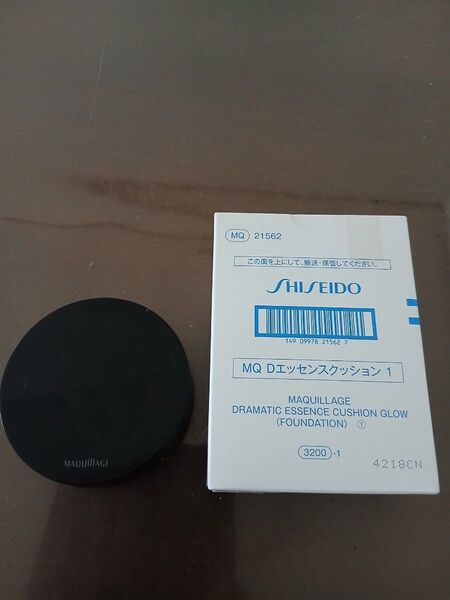 MQ 21562
この面を上にして、輸送・保管してください。
SHISEIDO
149 09978 21562 7
MQ Dエッセンスクッション 1
MAQUILLAGE
DRAMATIC ESSENCE CUSHION GLOW
(FOUNDATION) ①
3200-1
4218CN
MAQUillAGE